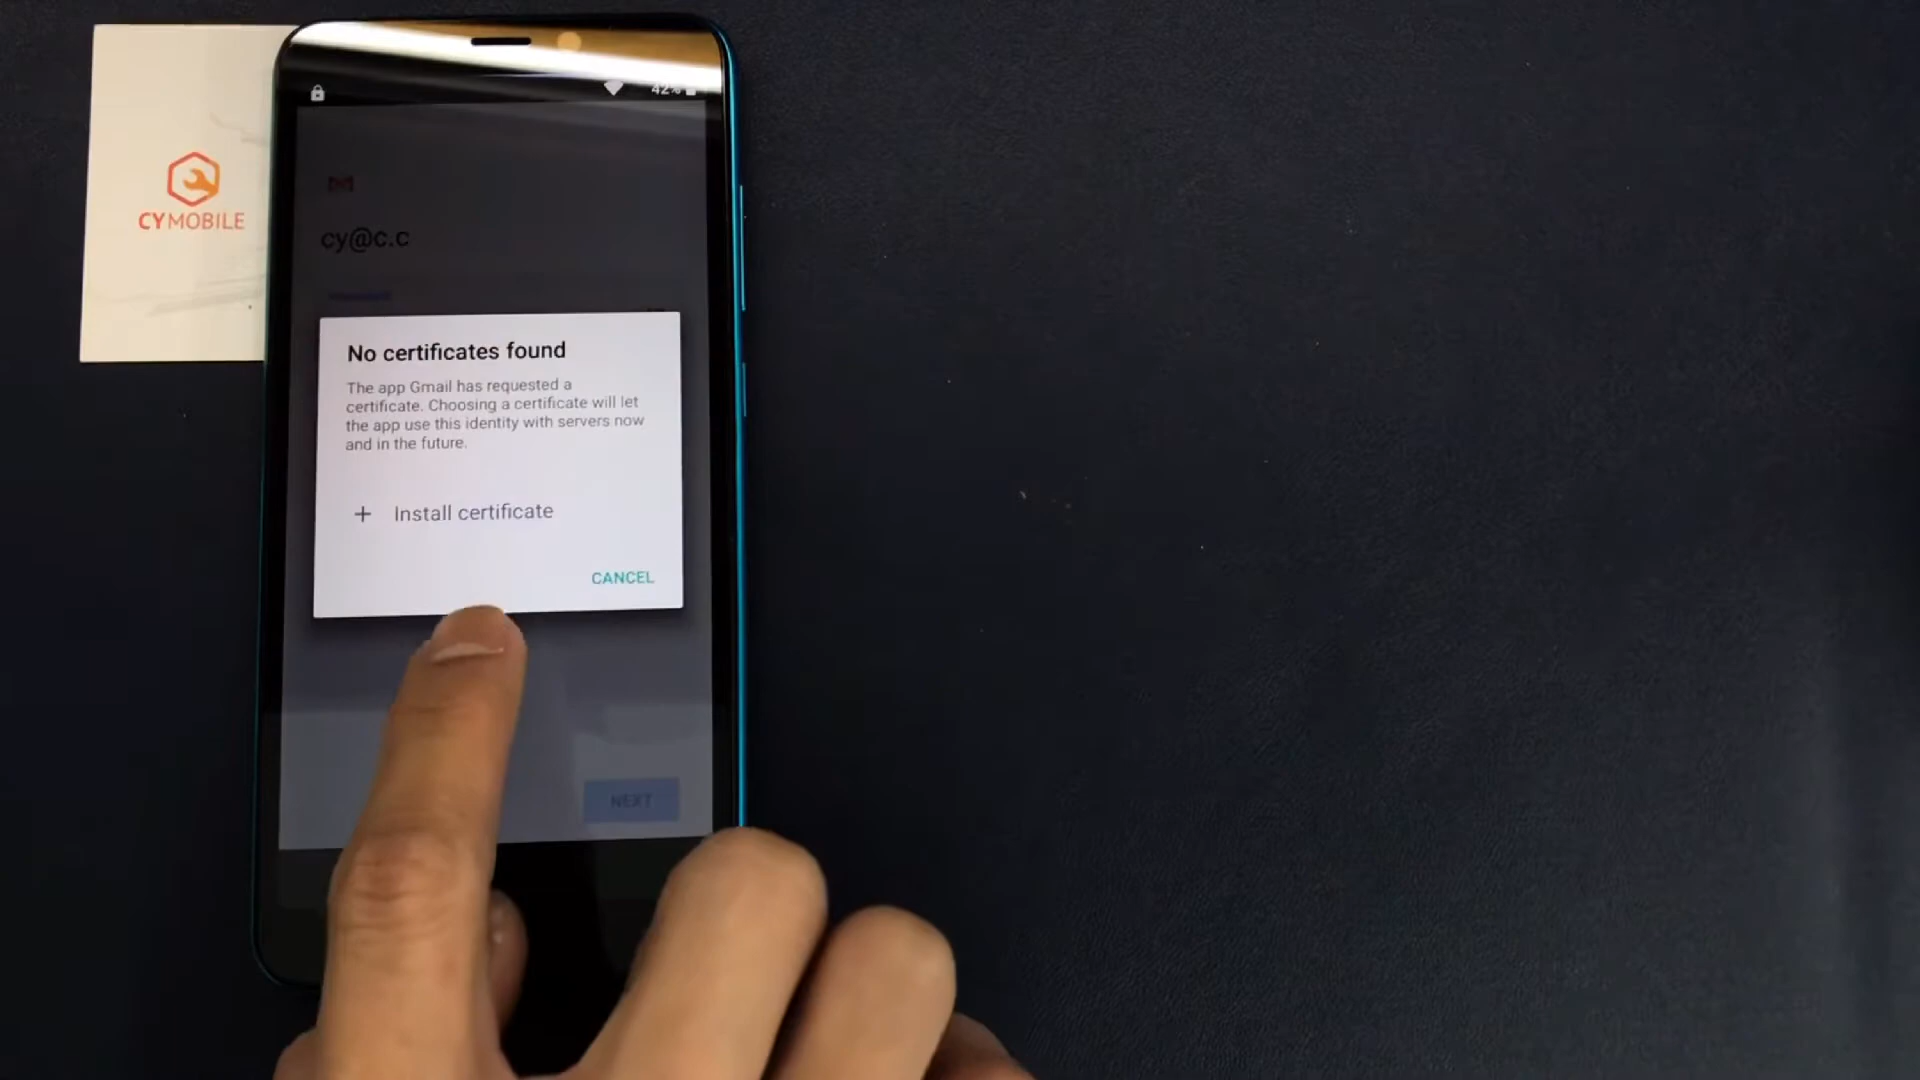 42%
CYMOBILE
cy@c.c
No certificates found
The app Gmail has requested a
certificate. Choosing a certificate will let
the app use this identity with servers now
and in the future.
+ Install certificate
CANCEL
NEXT